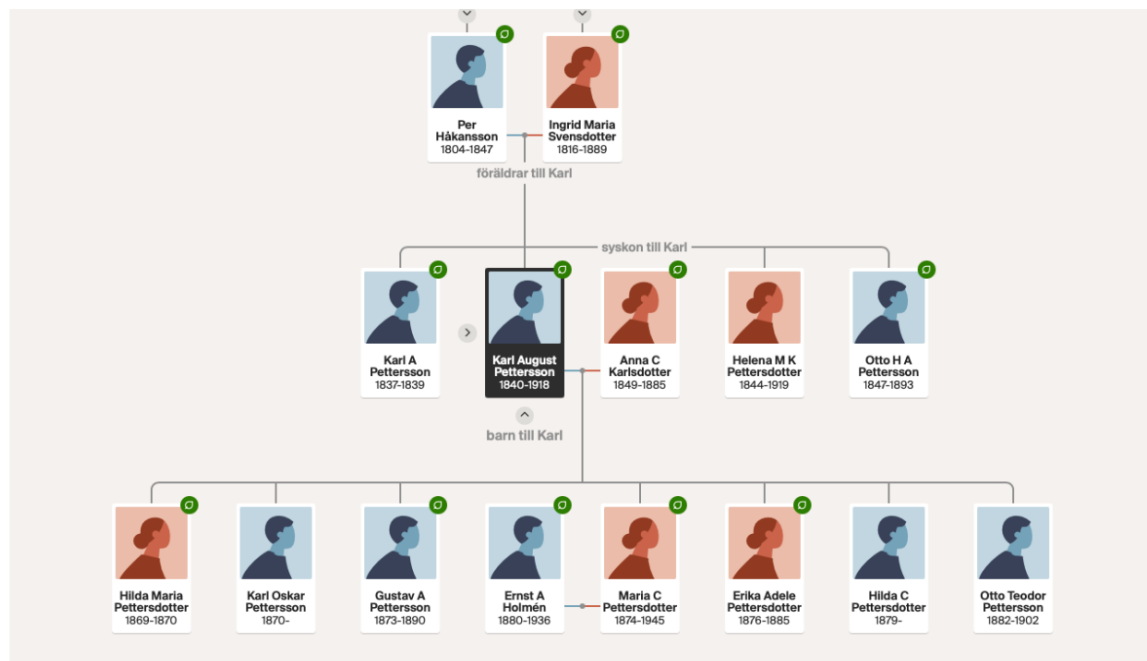 Per
Håkansson
1804-1847
Ingrid Maria
Svensdotter
1816-1889
föräldrar till Karl
syskon till Karl
Karl A
Pettersson
1837-1839
Karl August
Pettersson
1840-1918
Anna C
Karlsdotter
1849-1885
Helena M K
Pettersdotter
1844-1919
Otto H A
Pettersson
1847-1893
barn till Karl
Hilda Maria
Pettersdotter
1869-1870
Karl Oskar
Pettersson
1870-
Gustav A
Pettersson
1873-1890
Ernst A
Holmén
1880-1936
Maria C
Pettersdotter
1874-1945
Erika Adele
Pettersdotter
1876-1885
Hilda C
Pettersdotter
1879-
Otto Teodor
Pettersson
1882-1902